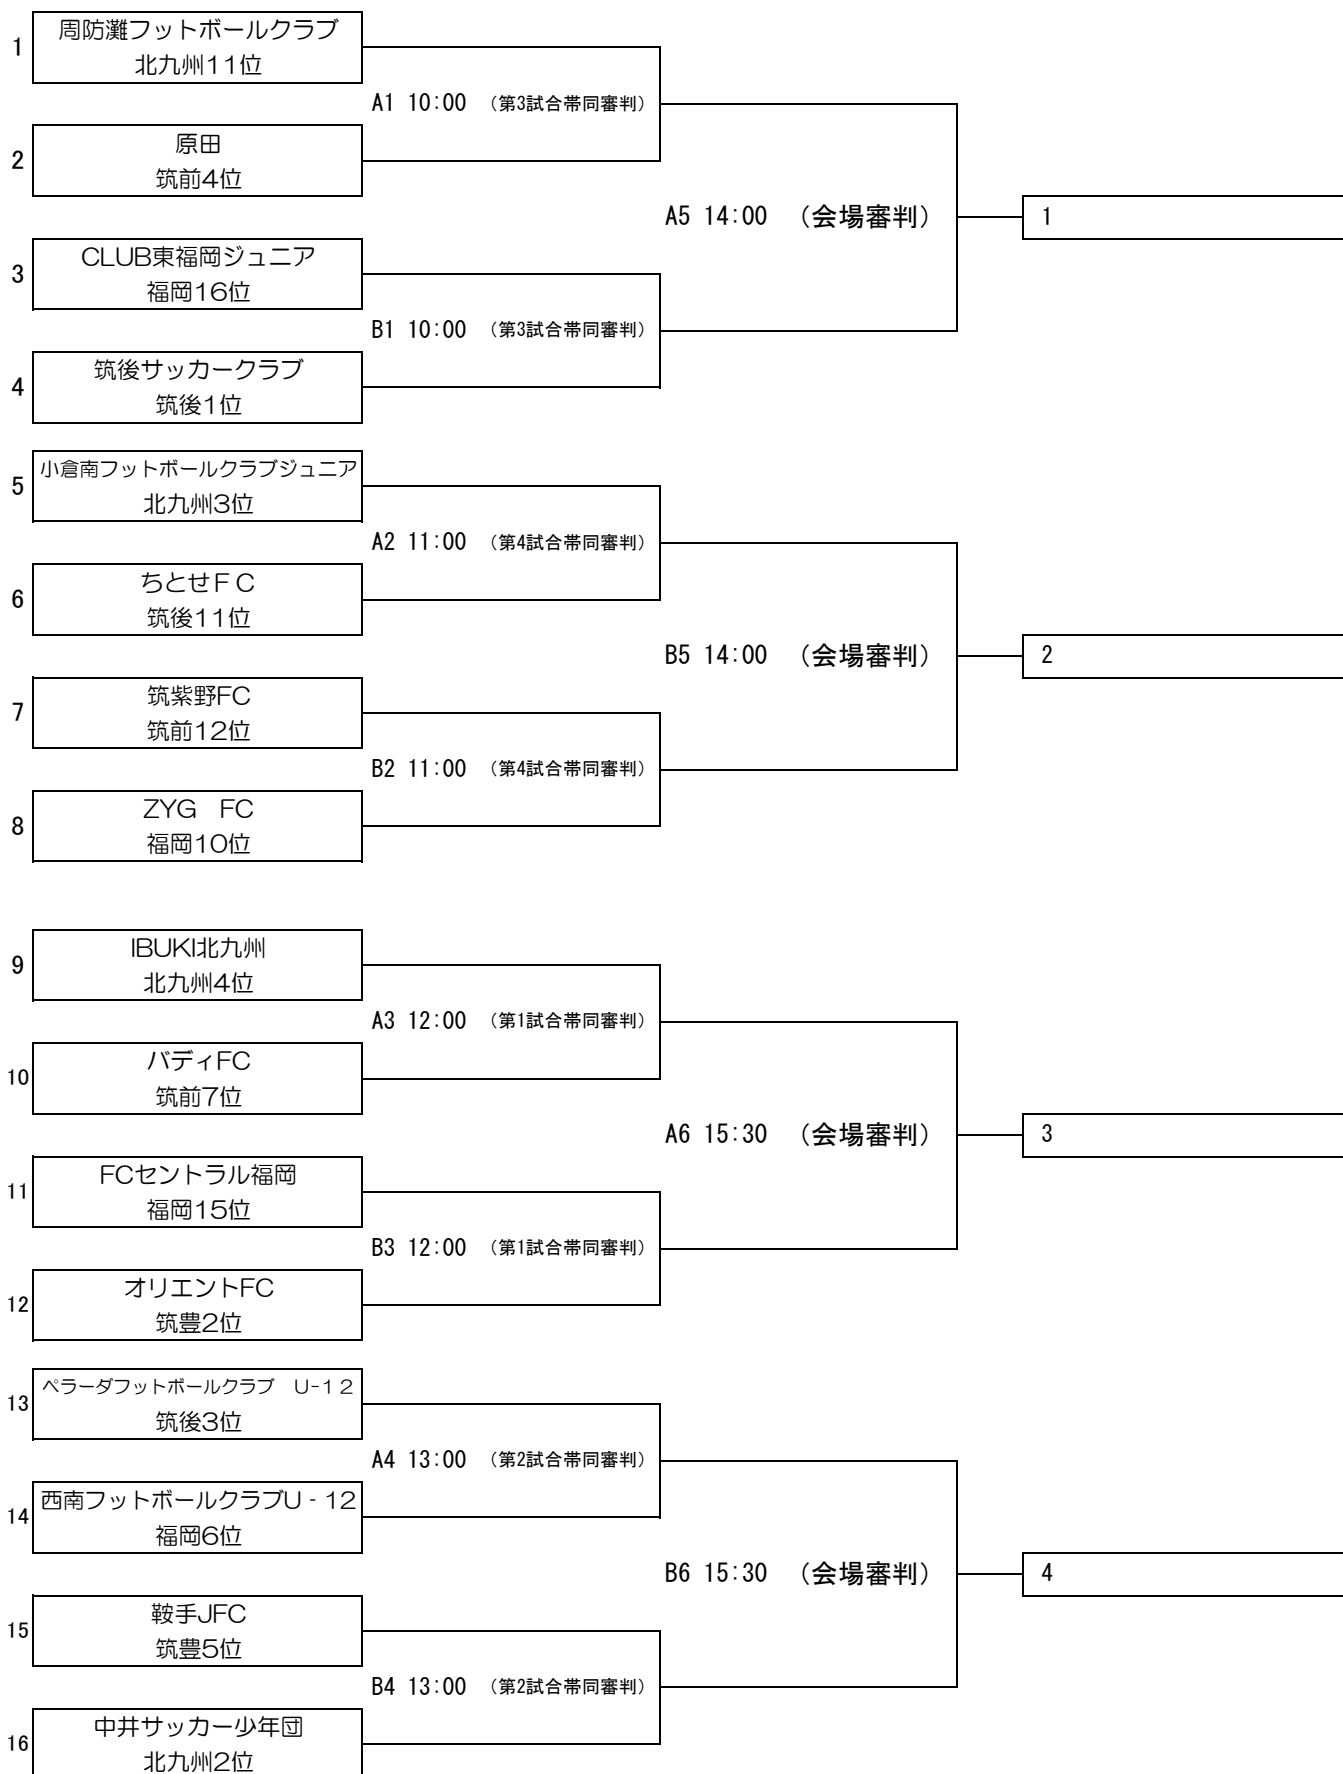 1
周防灘フットボールクラブ
北九州11位
A1 10:00 （第3試合帯同審判）
2
原田
筑前4位
A5 14:00 （会場審判）
1
3
CLUB東福岡ジュニア
福岡16位
B1 10:00 （第3試合帯同審判）
4
筑後サッカークラブ
筑後1位
5
小倉南フットボールクラブジュニア
北九州3位
A2 11:00 （第4試合帯同審判）
6
ちとせＦＣ
筑後11位
B5 14:00 （会場審判）
2
7
筑紫野FC
筑前12位
B2 11:00 （第4試合帯同審判）
8
ZYG　FC
福岡10位
9
IBUKI北九州
北九州4位
A3 12:00 （第1試合帯同審判）
10
バディFC
筑前7位
A6 15:30 （会場審判）
3
11
FCセントラル福岡
福岡15位
B3 12:00 （第1試合帯同審判）
12
オリエントFC
筑豊2位
13
ペラーダフットボールクラブ　U-１２
筑後3位
A4 13:00 （第2試合帯同審判）
14
西南フットボールクラブU‐12
福岡6位
B6 15:30 （会場審判）
4
15
鞍手JFC
筑豊5位
B4 13:00 （第2試合帯同審判）
16
中井サッカー少年団
北九州2位